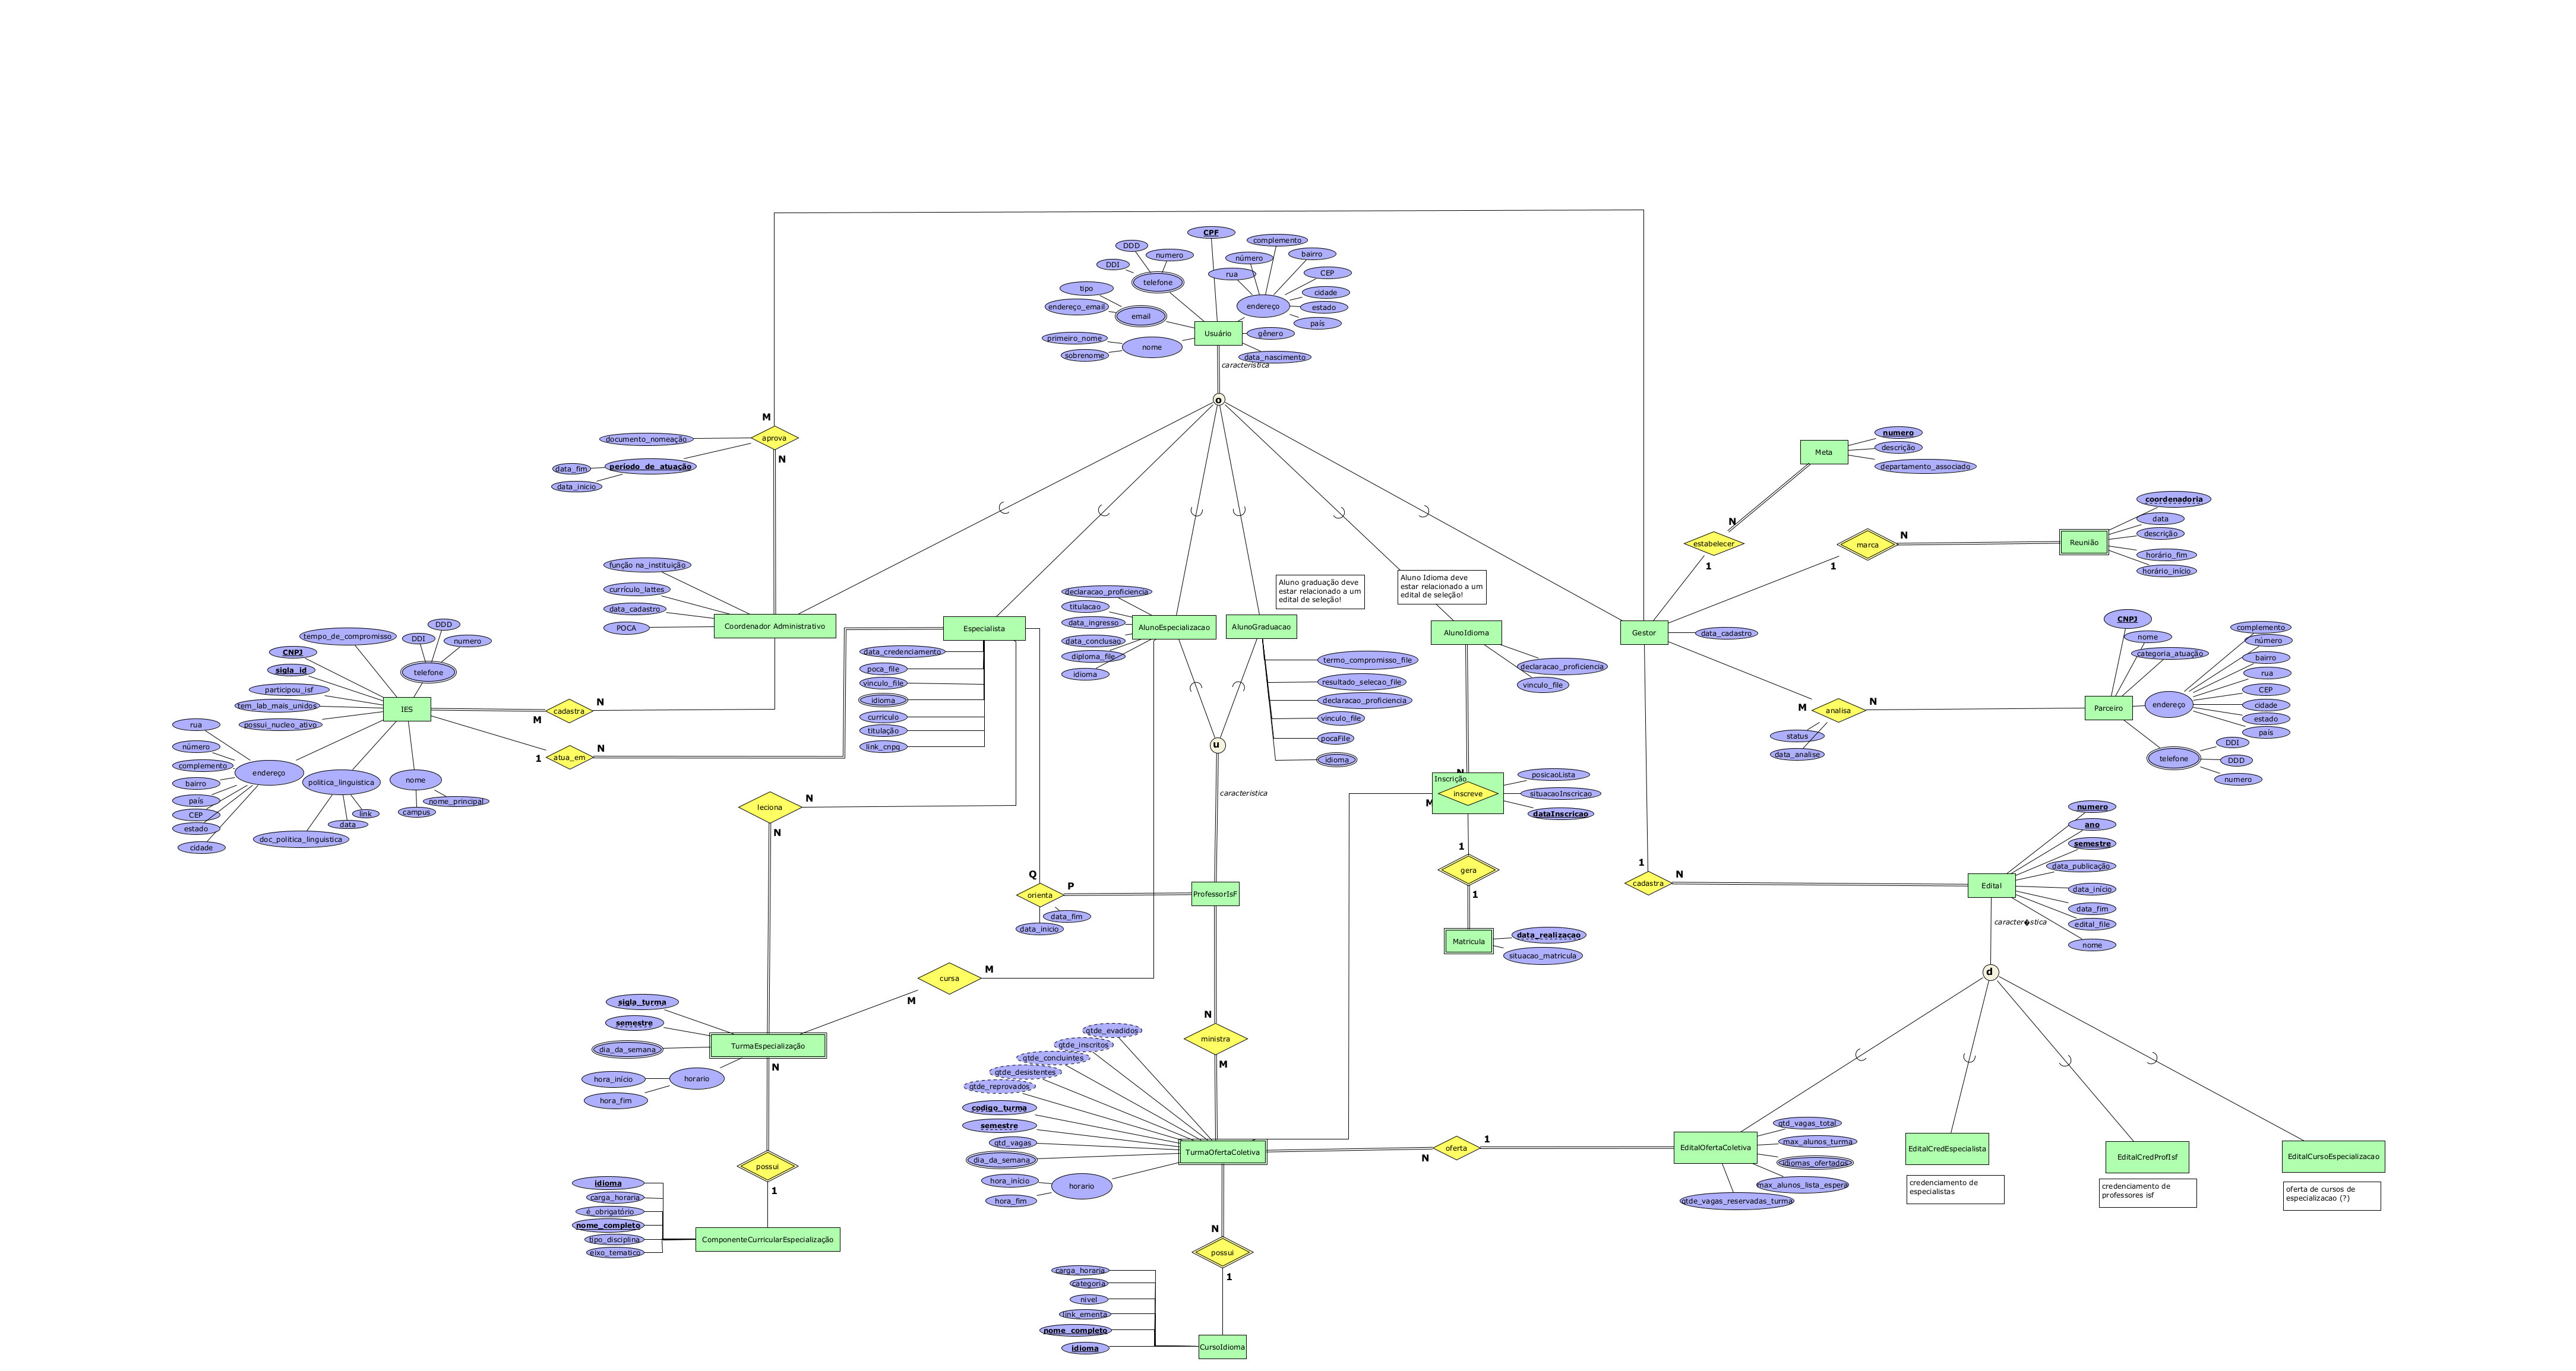 CPF
DDD
numero
DDI
telefone
complemento
número
bairro
rua
CEP
cidade
estado
país
endereço
tipo
endereço_email
email
primeiro_nome
sobrenome
nome
Usuário
gênero
data_nascimento
característica
o
M
aprova
N
documento_nomeação
período_de_atuação
data_fim
data_inicio
função na_instituição
currículo_lattes
data_cadastro
POCA
Coordenador Administrativo
Especialista
data_credenciamento
poca_file
vinculo_file
idioma
curriculo
titulação
link_cnpq
declaracao_proficiencia
titulacao
data_ingresso
data_conclusao
diploma_file
idioma
AlunoEspecializacao
AlunoGraduacao
Aluno graduação deve
estar relacionado a um
edital de seleção!
termo_compromisso_file
resultado_selecao_file
declaracao_proficiencia
vinculo_file
pocaFile
idioma
Aluno Idioma deve
estar relacionado a um
edital de seleção!
AlunoIdioma
declaracao_proficiencia
vinculo_file
Gestor
data_cadastro
Meta
numero
descrição
departamento_associado
N
estabelecer
1
marca
N
1
Reunião
coordenadoria
data
descrição
horário_fim
horário_início
analisa
M
N
status
data_analise
Parceiro
CNPJ
nome
categoria_atuação
endereço
complemento
número
bairro
rua
CEP
cidade
estado
país
telefone
DDI
DDD
numero
tempo_de_compromisso
DDI
DDD
numero
telefone
CNPJ
sigla_id
participou_isf
tem_lab_mais_unidos
possui_nucleo_ativo
IES
rua
número
complemento
bairro
país
CEP
estado
cidade
endereço
politica_linguistica
doc_politica_linguistica
data
link
nome
campus
nome_principal
cadastra
M
N
atua_em
1
N
leciona
N
N
u
característica
Inscrição
inscreve
N
M
posicaoLista
situacaoInscricao
dataInscricao
1
gera
1
Matricula
data_realizacao
situacao_matricula
Q
orienta
P
data_fim
data_inicio
ProfessorIsF
1
cadastra
N
Edital
numero
ano
semestre
data_publicação
data_inicio
data_fim
edital_file
nome
caracter�stica
d
cursa
M
M
sigla_turma
semestre
dia_da_semana
horario
hora_início
hora_fim
TurmaEspecialização
N
possui
1
idioma
carga_horaria
é_obrigatório
nome_completo
tipo_disciplina
eixo_tematico
ComponenteCurricularEspecialização
N
ministra
M
qtde_evadidos
qtde_inscritos
qtde_concluintes
qtde_desistentes
qtde_reprovados
codigo_turma
semestre
qtd_vagas
dia_da_semana
horario
hora_início
hora_fim
TurmaOfertaColetiva
N
oferta
1
N
possui
1
carga_horaria
categoria
nivel
link_ementa
nome_completo
idioma
CursoIdioma
EditalOfertaColetiva
qtd_vagas_total
max_alunos_turma
idiomas_ofertados
max_alunos_lista_espera
qtde_vagas_reservadas_turma
EditalCredEspecialista
credenciamento de
especialistas
EditalCredProfIsf
credenciamento de
professores isf
EditalCursoEspecializacao
oferta de cursos de
especializacao (?)